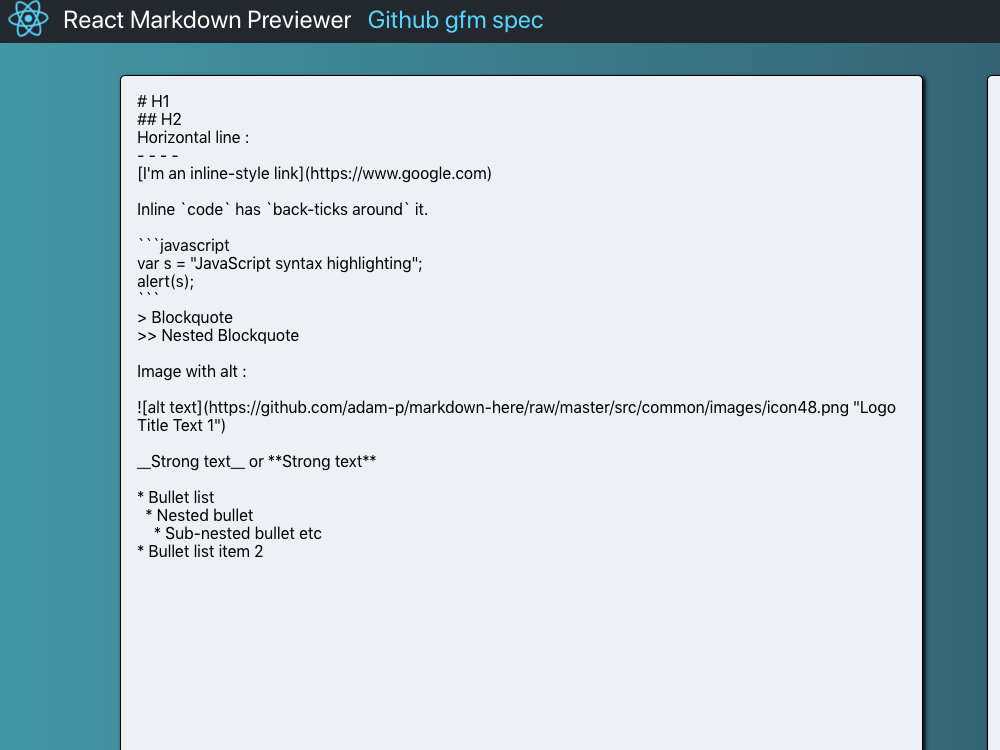 React Markdown Previewer Github gfm spec
# H1
## H2
Horizontal line :
- - - -
[I'm an inline-style link](https://www.google.com)
Inline `code` has `back-ticks around` it.
```javascript
var s = "JavaScript syntax highlighting";
alert(s);
```
> Blockquote
>> Nested Blockquote
Image with alt :
![alt text](https://github.com/adam-p/markdown-here/raw/master/src/common/images/icon48.png "Logo
Title Text 1")
__Strong text__ or **Strong text**
* Bullet list
  * Nested bullet
    * Sub-nested bullet etc
* Bullet list item 2